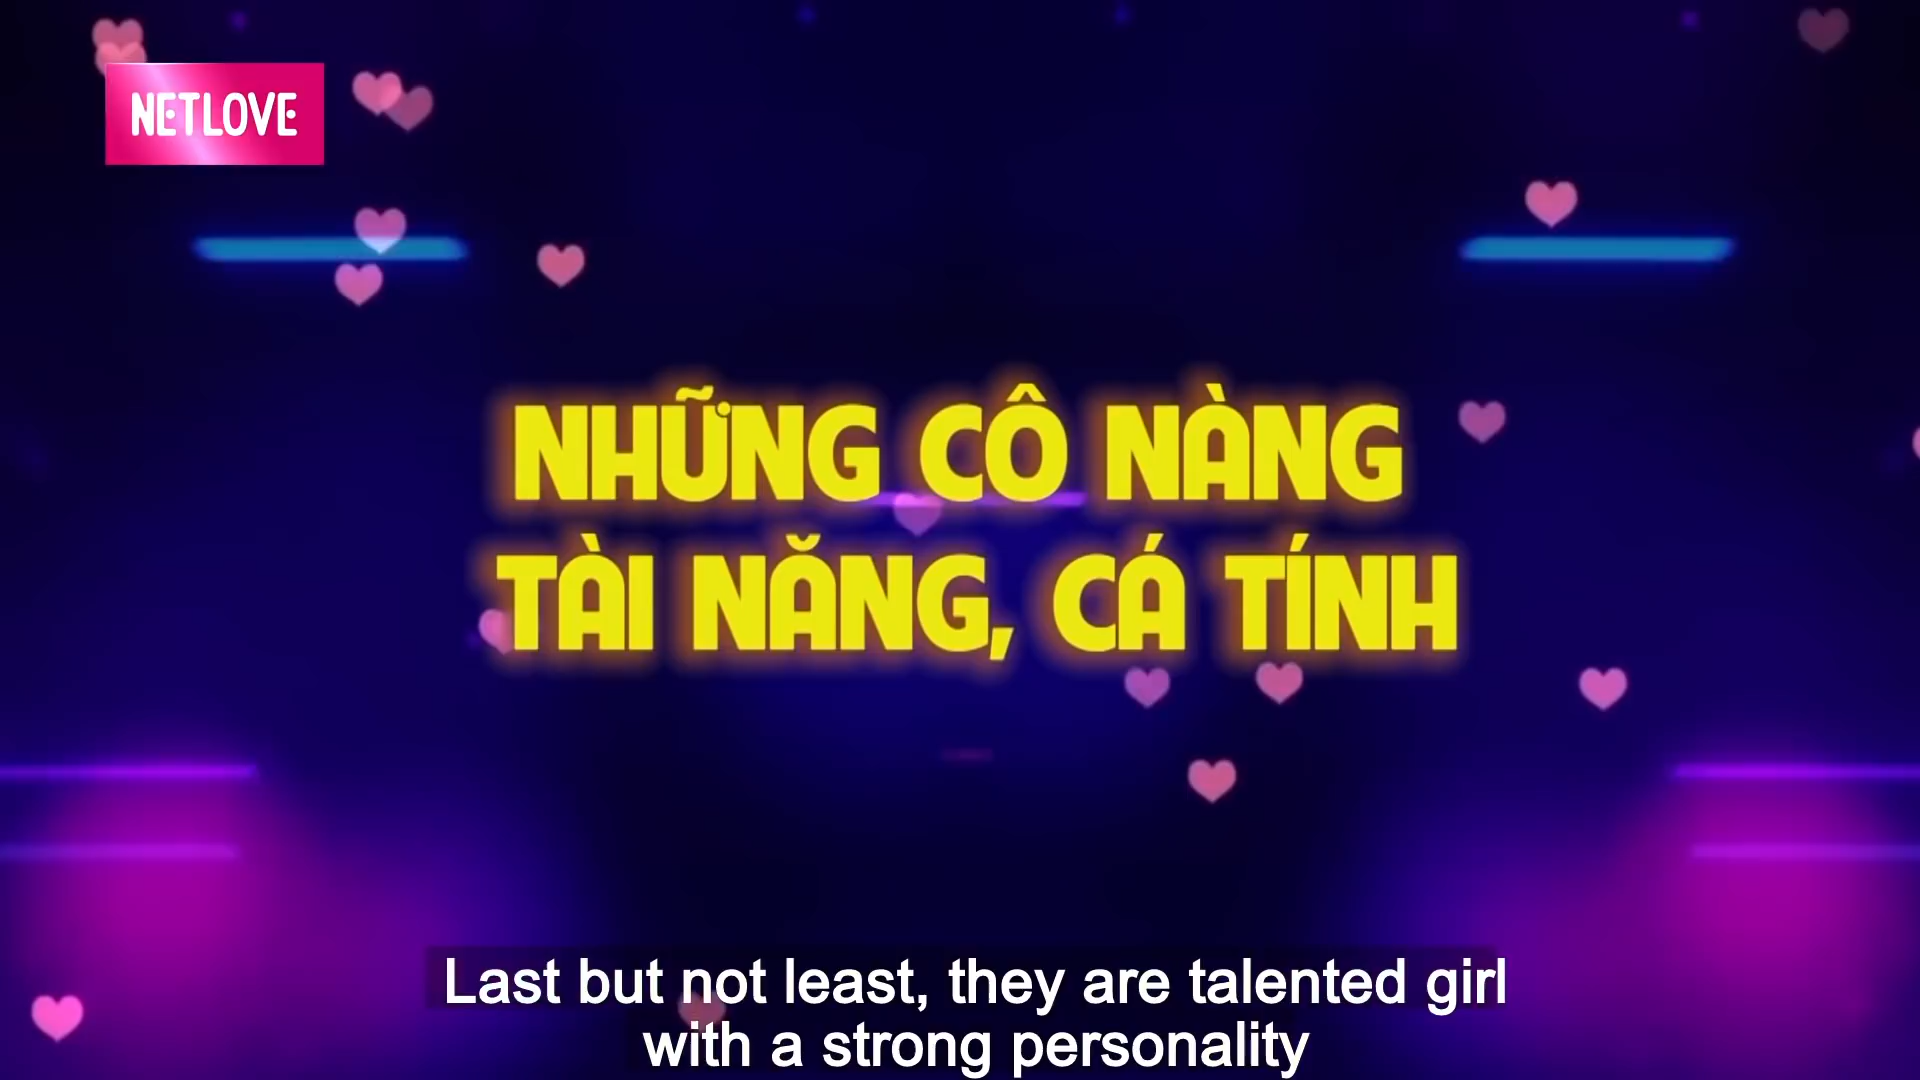 NETLOVE
NHỮNG CÔ NÀNG
TÀI NĂNG, CÁ TÍNH
Last but not least, they are talented girl
with a strong personality